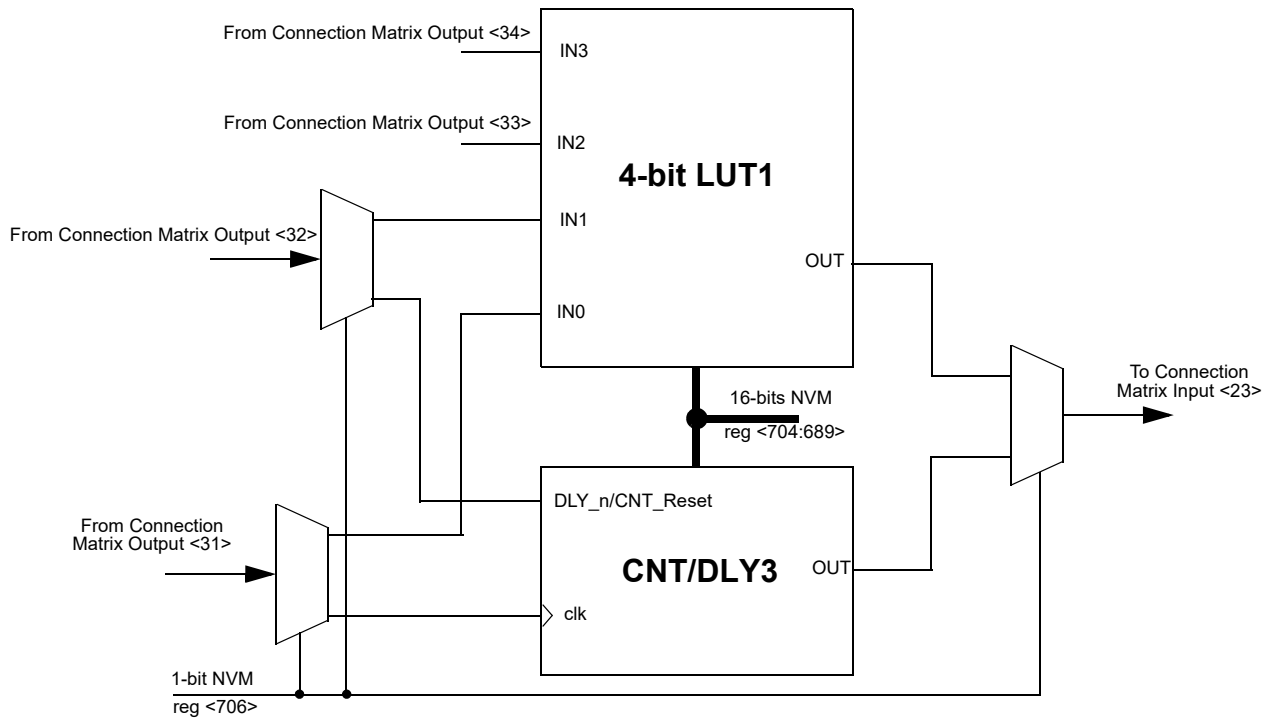 From Connection Matrix Output <34>
IN3
From Connection Matrix Output <33>
IN2
4-bit LUT1
IN1
From Connection Matrix Output <32>
OUT
IN0
To Connection
Matrix Input <23>
16-bits NVM
reg <704:689>
DLY_n/CNT_Reset
From Connection
Matrix Output <31>
CNT/DLY3
OUT
clk
1-bit NVM
reg <706>